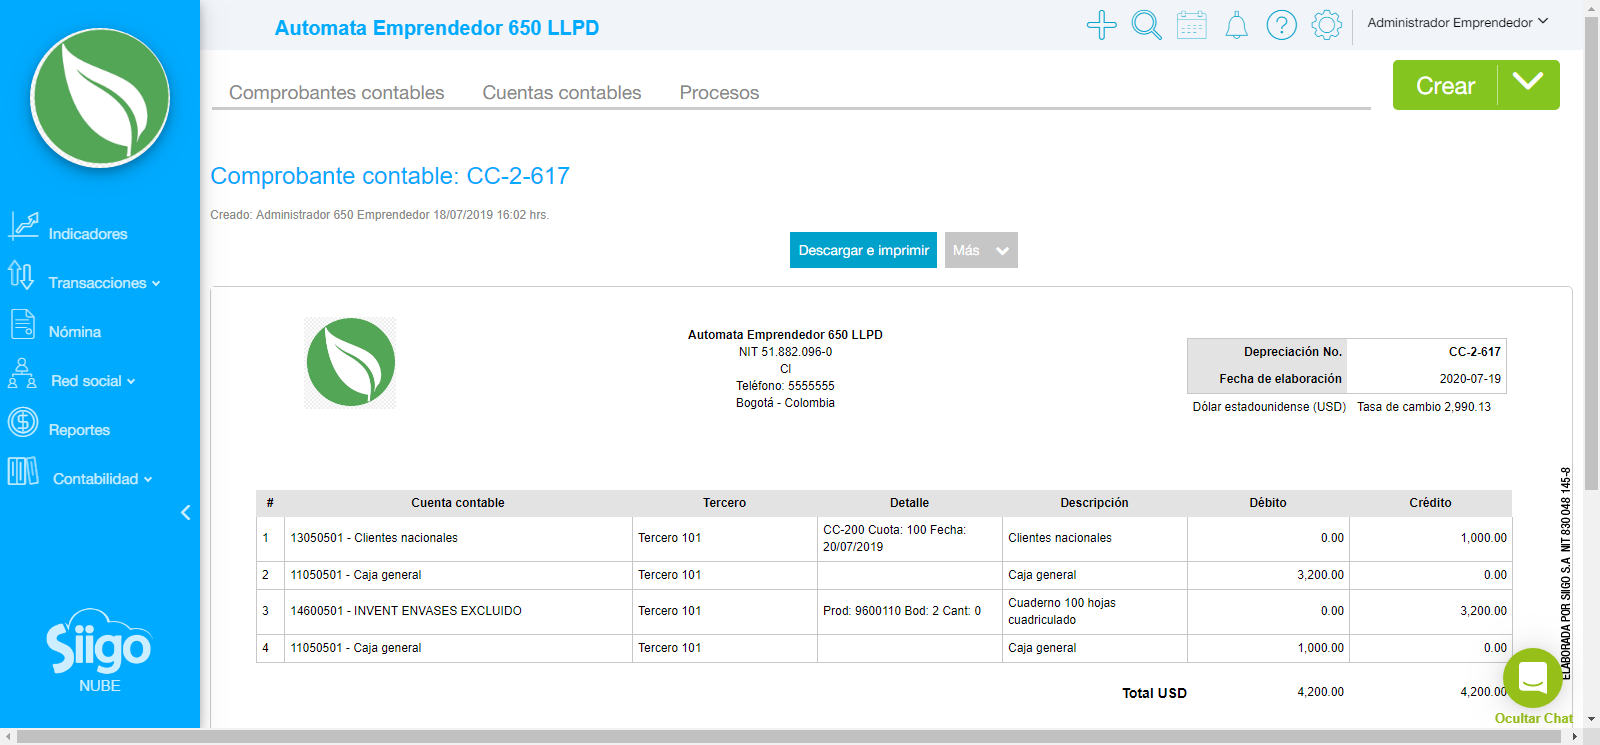 Automata Emprendedor 650 LLPD
Administrador Emprendedor
Comprobantes contables
Cuentas contables
Procesos
Crear
Comprobante contable: CC-2-617
Creado: Administrador 650 Emprendedor 18/07/2019 16:02 hrs.
Descargar e imprimir
Más
Indicadores
Transacciones
Nómina
Red social
Reportes
Contabilidad
Siigo
NUBE
Automata Emprendedor 650 LLPD
NIT 51.882.096-0
Cl
Teléfono: 5555555
Bogotá - Colombia
Depreciación No. CC-2-617
Fecha de elaboración 2020-07-19
Dólar estadounidense (USD) Tasa de cambio 2,990.13
# Cuenta contable Tercero Detalle Descripción Débito Crédito
1 13050501 - Clientes nacionales Tercero 101 CC-200 Cuota: 100 Fecha: 20/07/2019 Clientes nacionales 0.00 1,000.00
2 11050501 - Caja general Tercero 101 Caja general 3,200.00 0.00
3 14600501 - INVENT ENVASES EXCLUIDO Tercero 101 Prod: 9600110 Bod: 2 Cant: 0 Cuaderno 100 hojas cuadriculado 0.00 3,200.00
4 11050501 - Caja general Tercero 101 Caja general 1,000.00 0.00
Total USD 4,200.00 4,200.00
ELABORADA POR SIIGO S.A NIT 830 048 145-8
Ocultar Chat